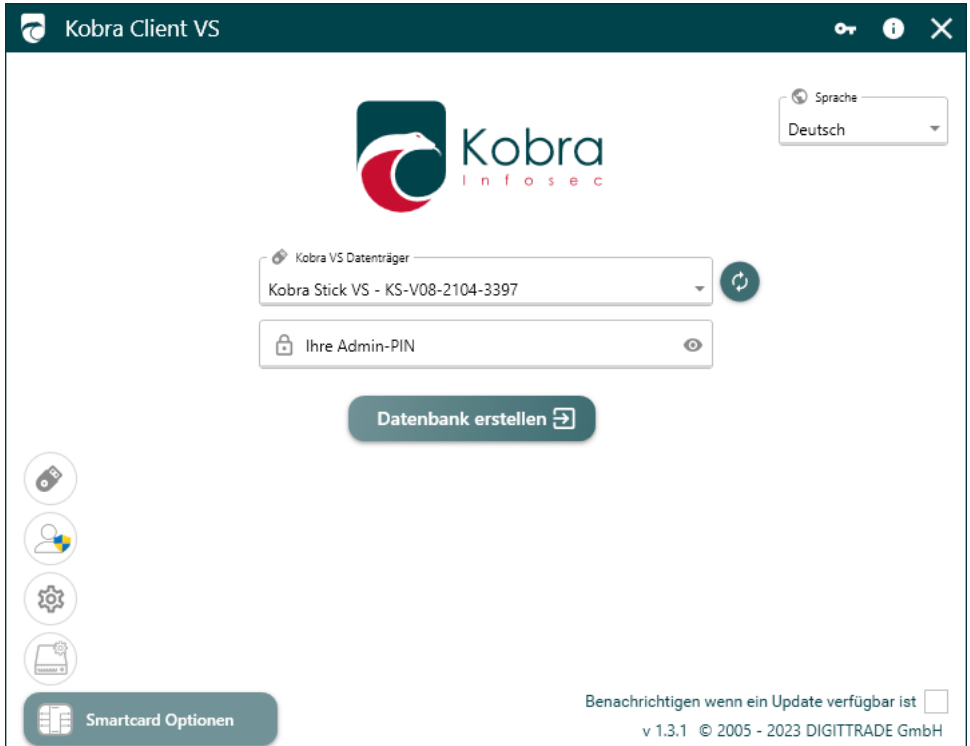 Kobra Client VS
Sprache
Deutsch
Kobra
Infosec
Kobra VS Datenträger
Kobra Stick VS - KS-V08-2104-3397
Ihre Admin-PIN
Datenbank erstellen
Smartcard Optionen
Benachrichtigen wenn ein Update verfügbar ist
v 1.3.1 © 2005 - 2023 DIGITTRADE GmbH